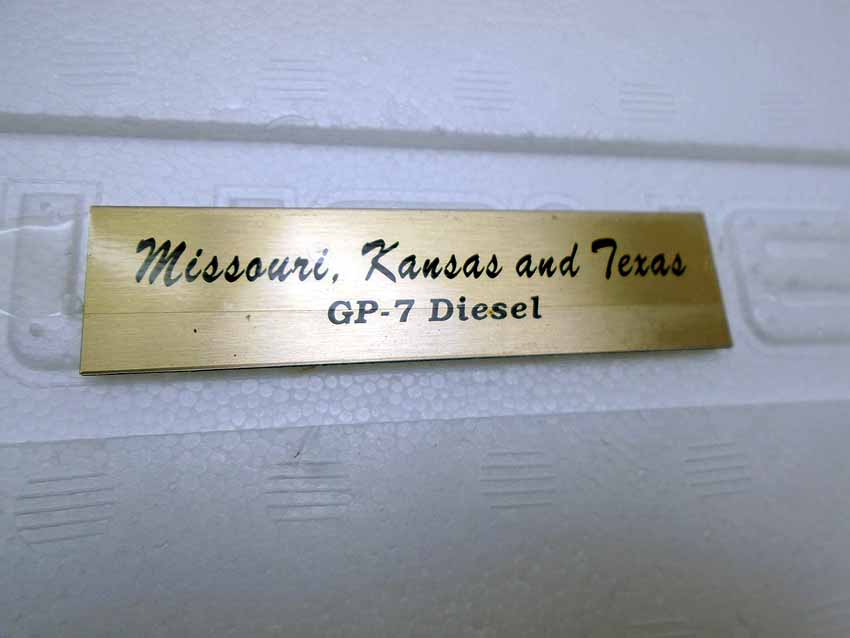 Missouri, Kansas and Texas
GP-7 Diesel